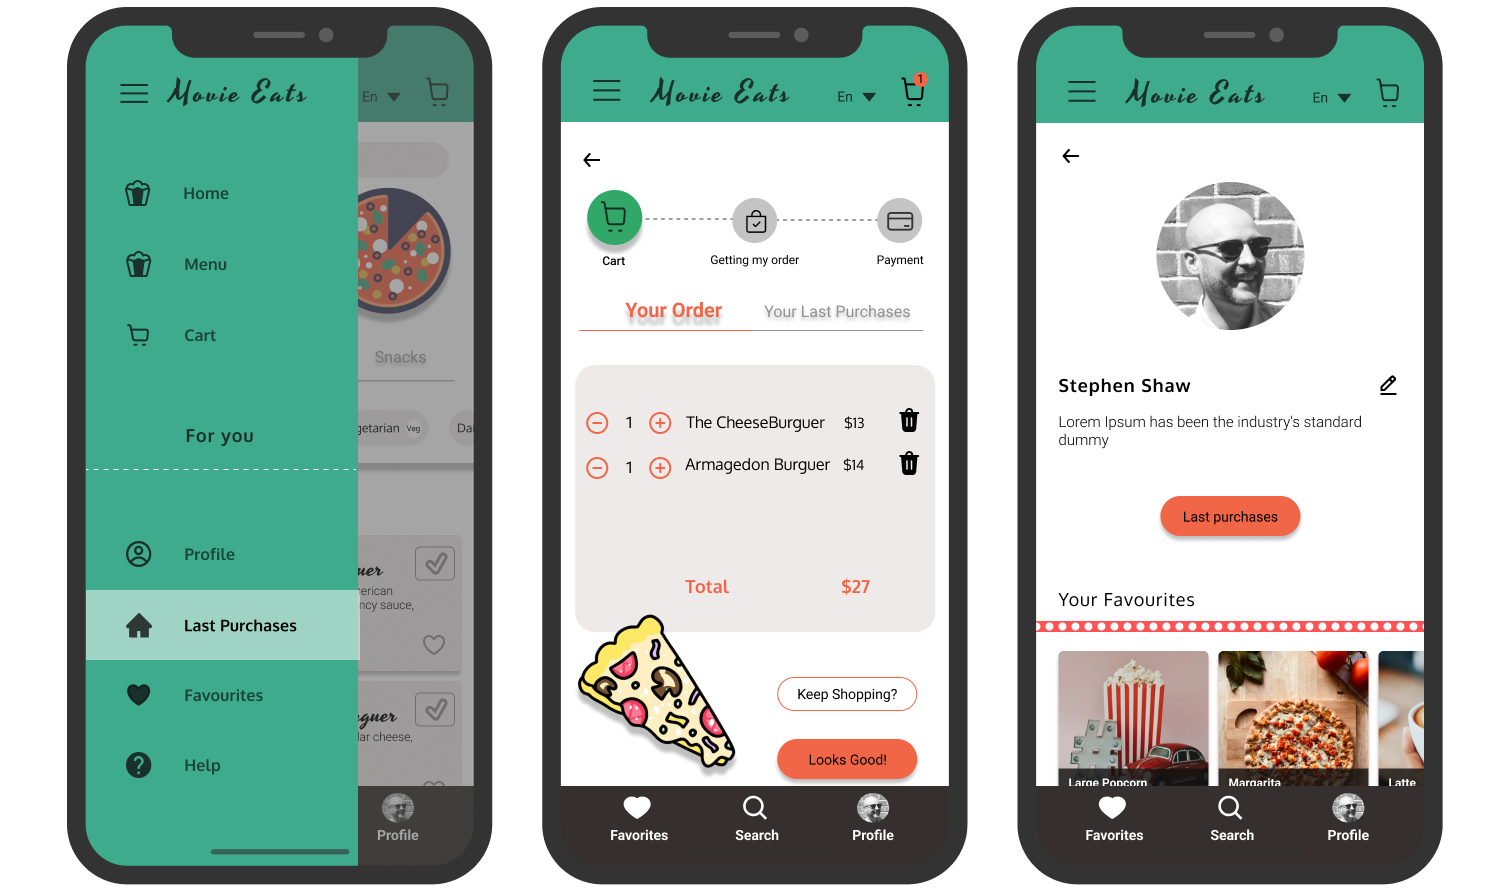 Movie Eats
En
Home
Menu
Cart
Snacks
getarian Veg
Dai
For you
Profile
Last Purchases
Favourites
Help
uer
nerican
ncy sauce,
guer
lar cheese,
Profile
Movie Eats
En
1
Cart
Getting my order
Payment
Your Order
Your Last Purchases
1 The CheeseBurguer $13
1 Armagedon Burguer $14
Total $27
Keep Shopping?
Looks Good!
Favorites
Search
Profile
Movie Eats
En
Stephen Shaw
Lorem Ipsum has been the industry's standard
dummy
Last purchases
Your Favourites
Large Popcorn
Margarita
Latte
Favorites
Search
Profile